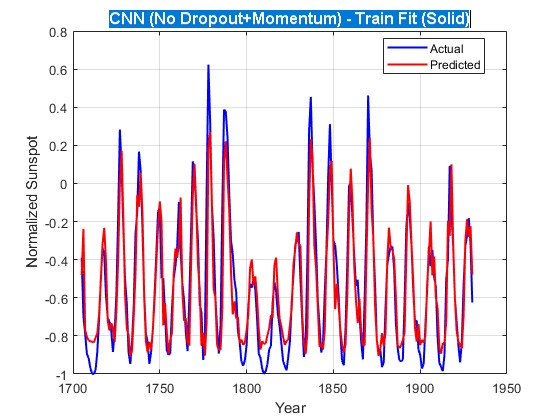 CNN (No Dropout+Momentum) - Train Fit (Solid)
0.8
Actual
Predicted
0.6
0.4
0.2
0
-0.2
-0.4
-0.6
-0.8
-1
Normalized Sunspot
1700 1750 1800 1850 1900 1950
Year